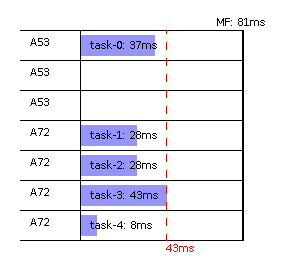 MF: 81ms
A53 task-0: 37ms
A53
A53
A72 task-1: 28ms
A72 task-2: 28ms
A72 task-3: 43ms
A72 task-4: 8ms
43ms